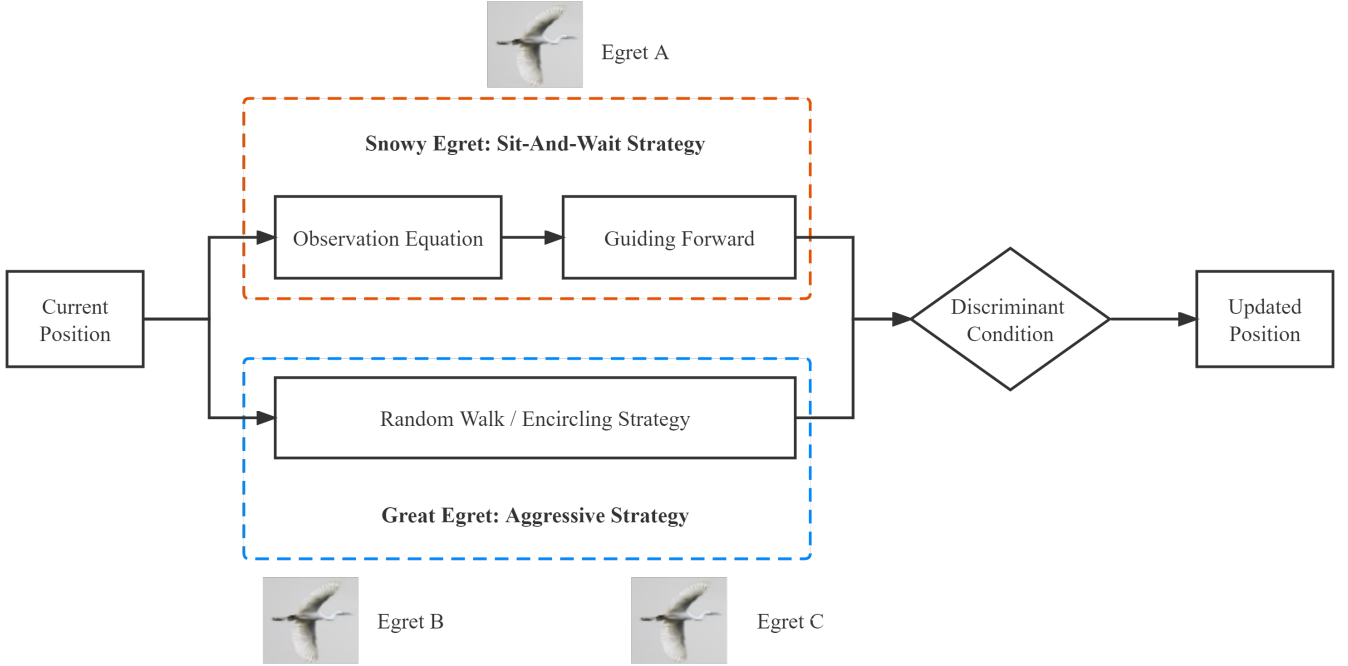 Egret A
Snowy Egret: Sit-And-Wait Strategy
Observation Equation
Guiding Forward
Current
Position
Discriminant
Condition
Updated
Position
Random Walk / Encircling Strategy
Great Egret: Aggressive Strategy
Egret B
Egret C